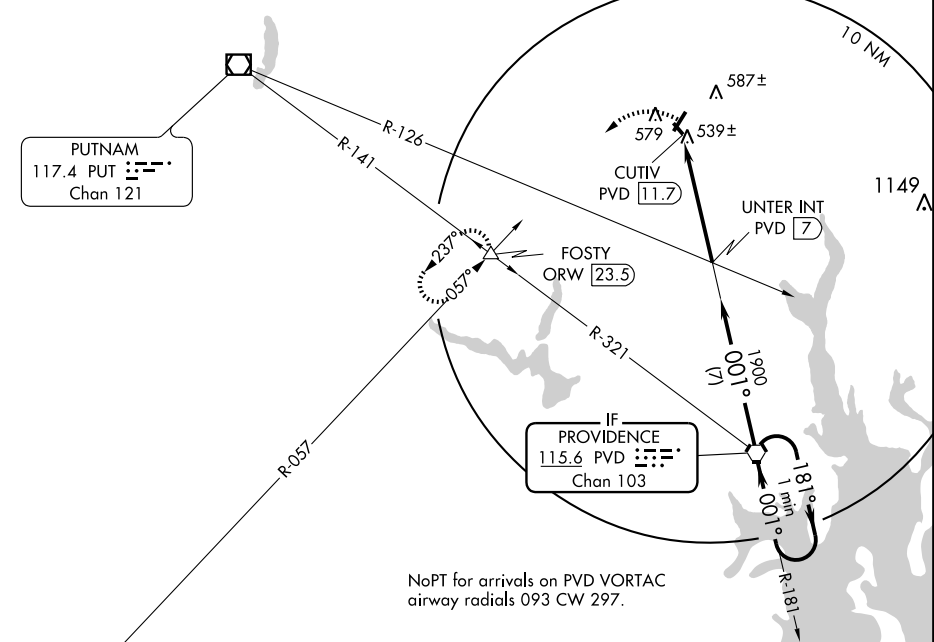 10 NM
587±
579
539±
CUTIV
PVD 11.7
1149
UNTER INT
PVD 7
R-126
R-141
PUTNAM
117.4 PUT
Chan 121
FOSTY
ORW 23.5
237°
057°
R-321
1900
001°
(7)
IF
PROVIDENCE
115.6 PVD
Chan 103
181°
1 min
001°
R-181
R-057
NoPT for arrivals on PVD VORTAC
airway radials 093 CW 297.